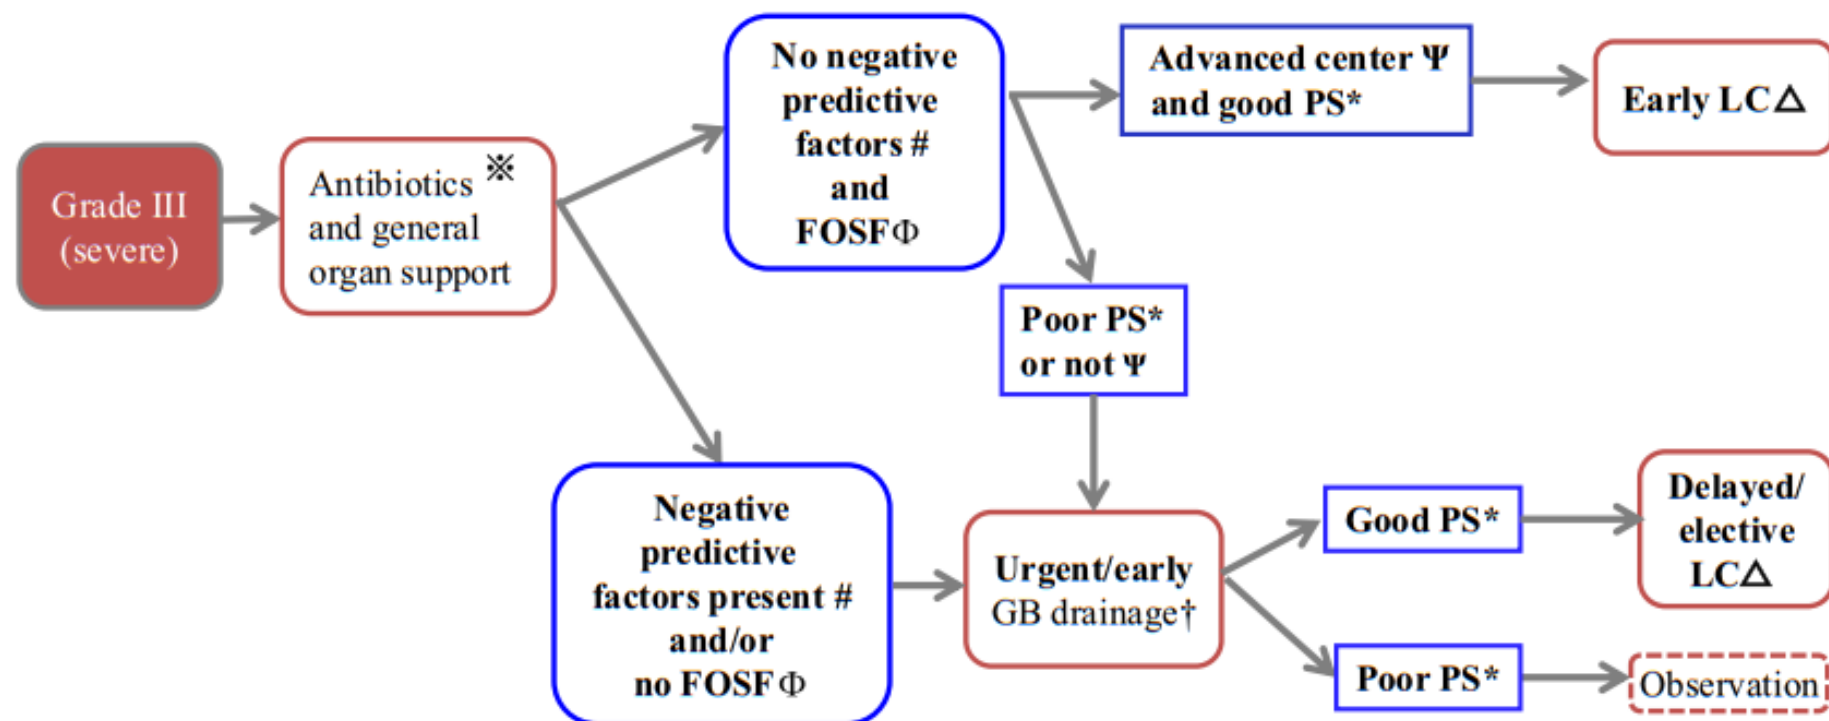 Grade III
(severe)
Antibiotics ※
and general
organ support
No negative
predictive
factors #
and
FOSFΦ
Advanced center Ψ
and good PS*
Early LC△
Poor PS*
or not Ψ
Negative
predictive
factors present #
and/or
no FOSFΦ
Urgent/early
GB drainage†
Good PS*
Delayed/
elective
LC△
Poor PS*
Observation